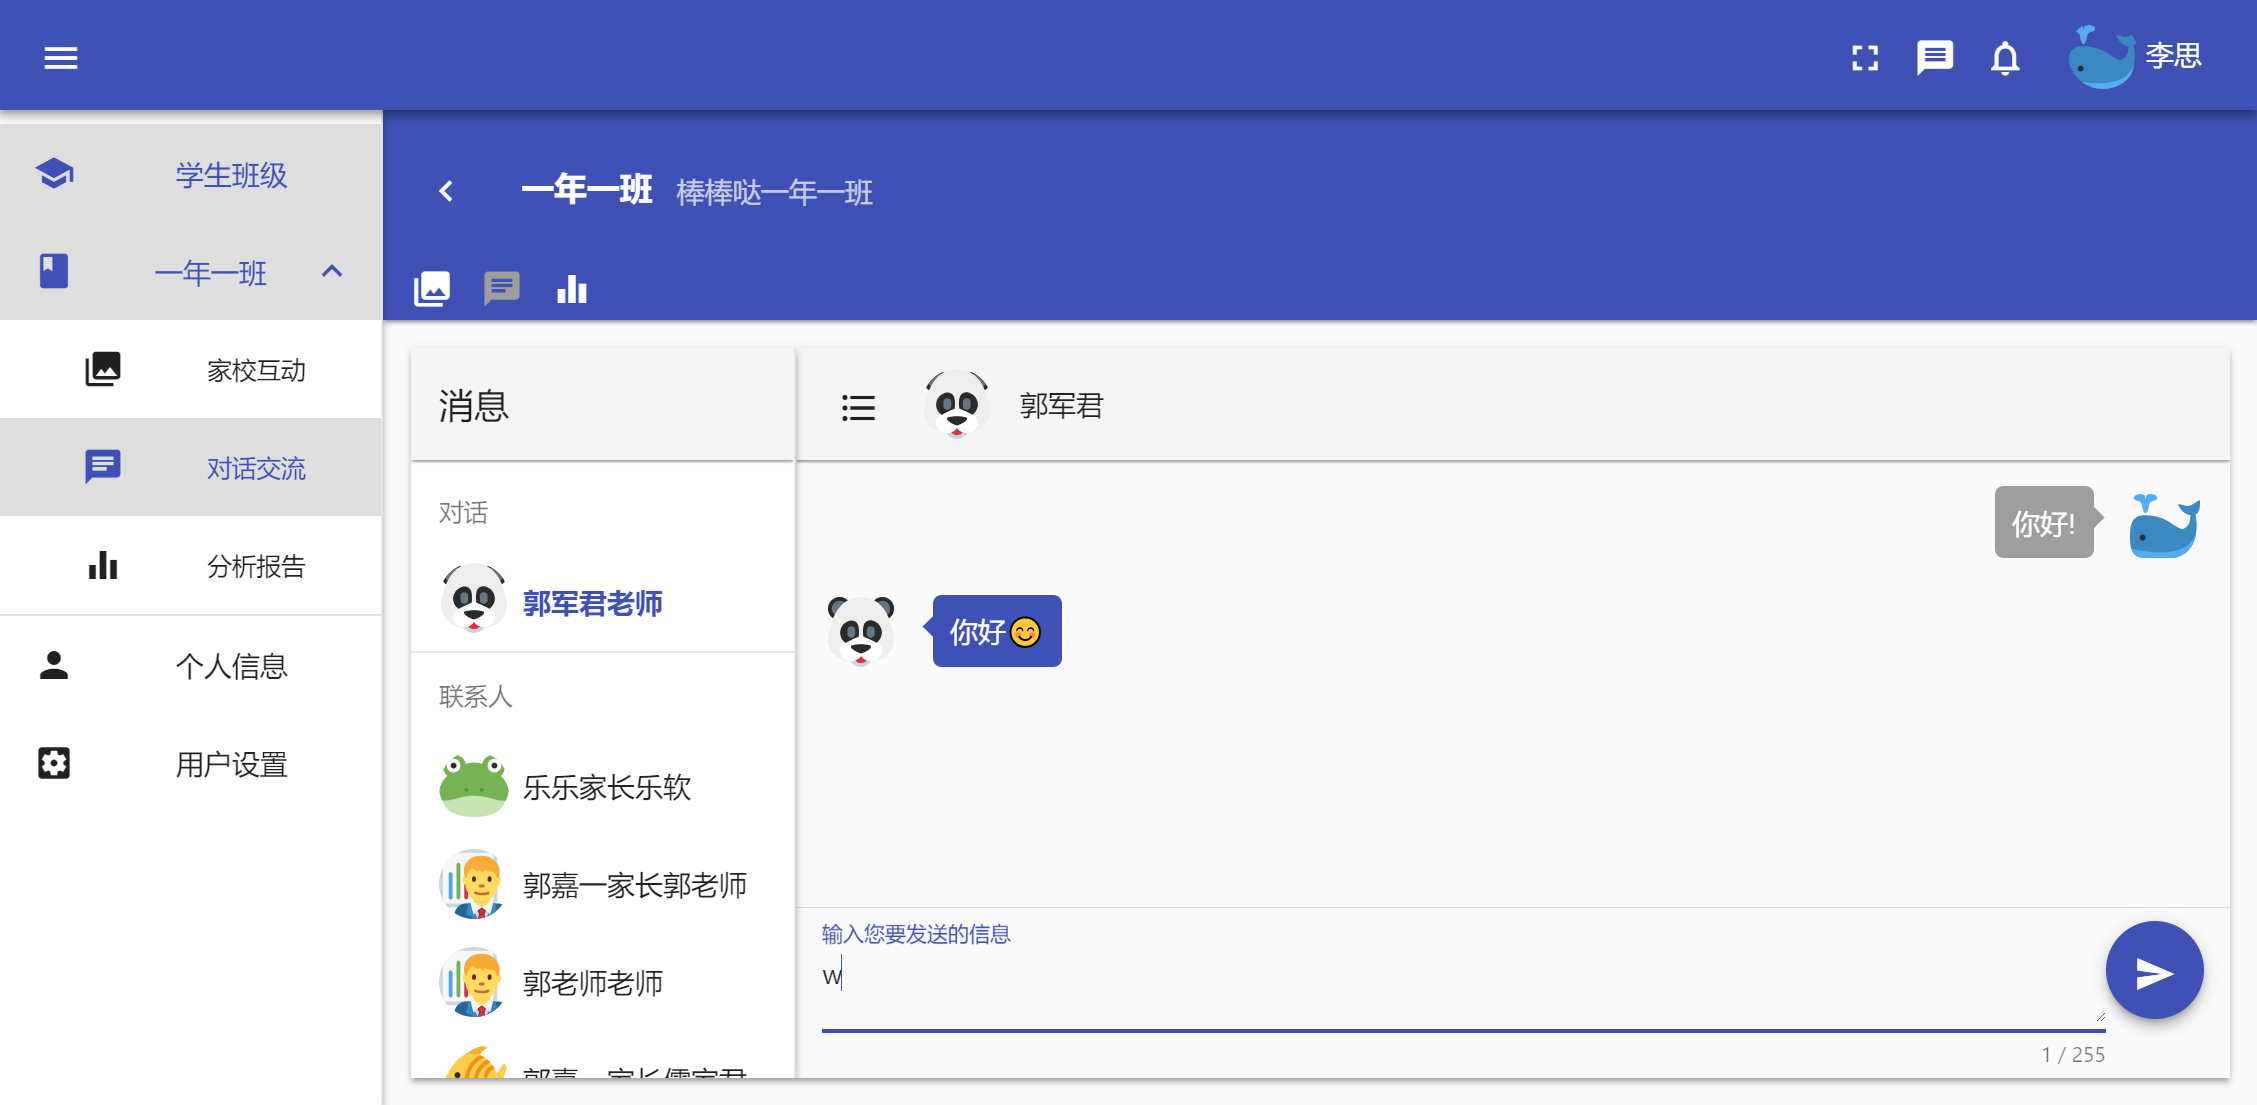 李思
学生班级
一年一班
家校互动
对话交流
分析报告
个人信息
用户设置
一年一班 棒棒哒一年一班
消息
对话
郭军君老师
联系人
乐乐家长乐软
郭嘉一家长郭老师
郭老师老师
郭军君
你好!
你好😊
输入您要发送的信息
w
1 / 255